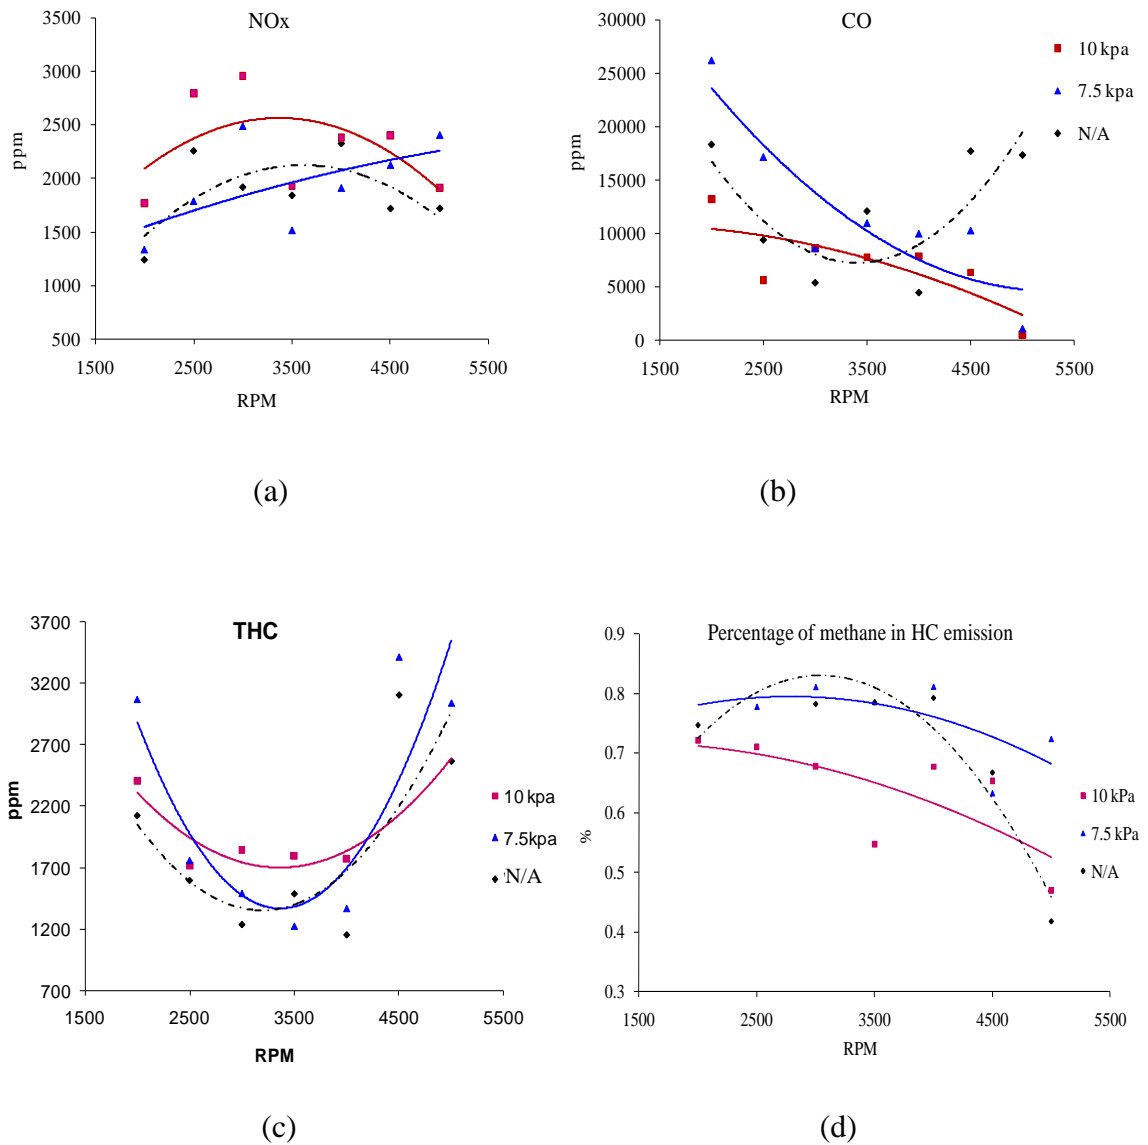 NOx
3500
3000
2500
2000
1500
1000
500
ppm
1500 2500 3500 4500 5500
RPM
(a)
CO
30000
25000
20000
15000
10000
5000
0
ppm
1500 2500 3500 4500 5500
RPM
10 kpa
7.5 kpa
N/A
(b)
THC
3700
3200
2700
2200
1700
1200
700
ppm
1500 2500 3500 4500 5500
RPM
10 kpa
7.5kpa
N/A
(c)
Percentage of methane in HC emission
0.9
0.8
0.7
0.6
0.5
0.4
0.3
%
1500 2500 3500 4500 5500
RPM
10 kPa
7.5 kPa
N/A
(d)